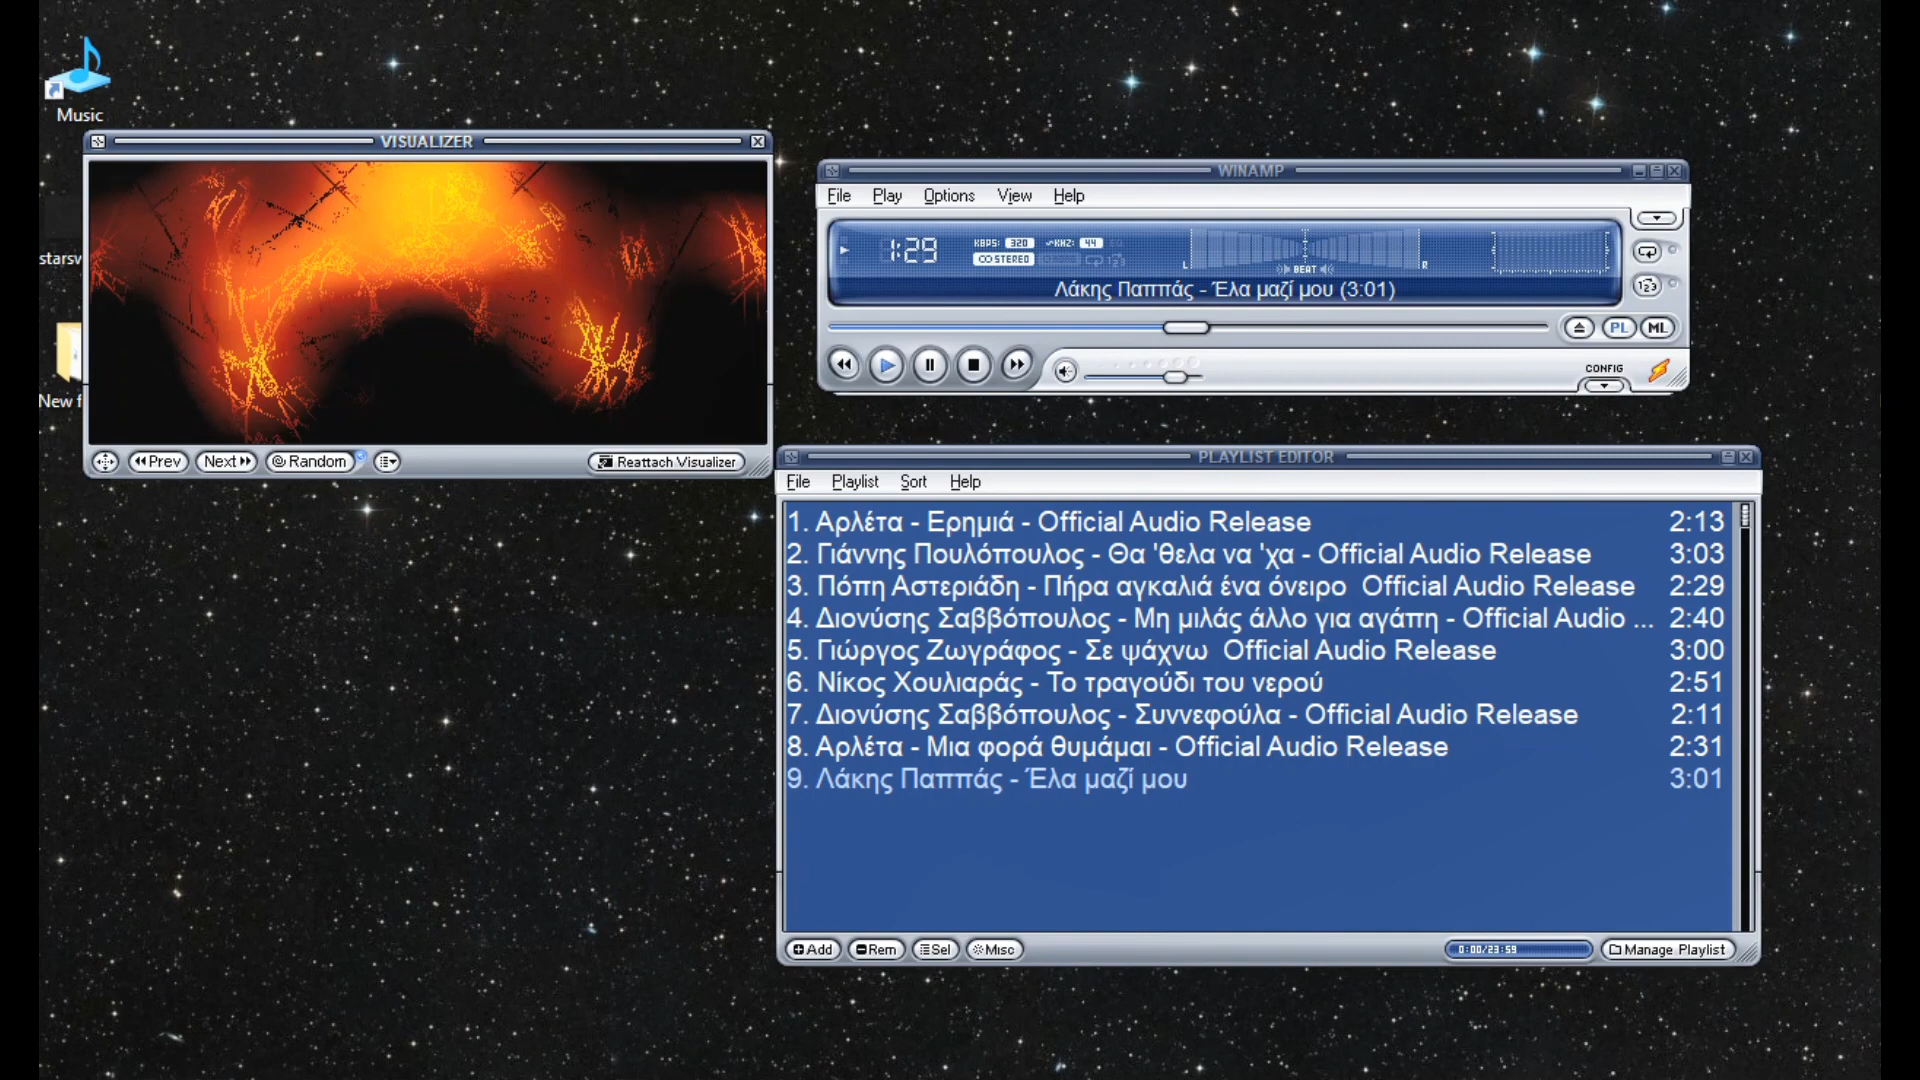 Music
VISUALIZER
starsw
New f
Prev Next Random Reattach Visualizer
WINAMP
File Play Options View Help
1:29 KBPS: 320 KHZ: 44
STEREO
L BEAT R
Λάκης Παππάς - Έλα μαζί μου (3:01)
123
PL ML
CONFIG
PLAYLIST EDITOR
File Playlist Sort Help
1. Αρλέτα - Ερημιά - Official Audio Release 2:13
2. Γιάννης Πουλόπουλος - Θα 'θελα να 'χα - Official Audio Release 3:03
3. Πόπη Αστεριάδη - Πήρα αγκαλιά ένα όνειρο  Official Audio Release 2:29
4. Διονύσης Σαββόπουλος - Μη μιλάς άλλο για αγάπη - Official Audio ... 2:40
5. Γιώργος Ζωγράφος - Σε ψάχνω  Official Audio Release 3:00
6. Νίκος Χουλιαράς - Το τραγούδι του νερού 2:51
7. Διονύσης Σαββόπουλος - Συννεφούλα - Official Audio Release 2:11
8. Αρλέτα - Μια φορά θυμάμαι - Official Audio Release 2:31
9. Λάκης Παππάς - Έλα μαζί μου 3:01
Add Rem Sel Misc 0:00/23:59 Manage Playlist